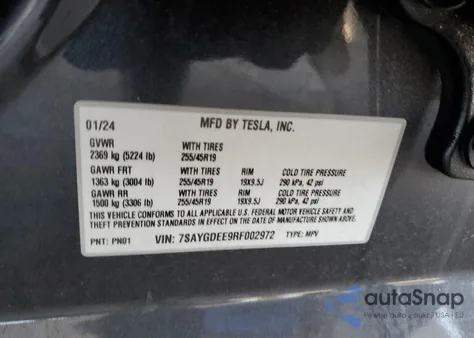 01/24 MFD BY TESLA, INC.
GVWR WITH TIRES
2369 kg (5224 lb) 255/45R19
GAWR FRT WITH TIRES RIM COLD TIRE PRESSURE
1363 kg (3004 lb) 255/45R19 19X9.5J 290 kPa, 42 psi
GAWR RR WITH TIRES RIM COLD TIRE PRESSURE
1500 kg (3306 lb) 255/45R19 19X9.5J 290 kPa, 42 psi
THIS VEHICLE CONFORMS TO ALL APPLICABLE U.S. FEDERAL MOTOR VEHICLE SAFETY AND
THEFT PREVENTION STANDARDS IN EFFECT ON THE DATE OF MANUFACTURE SHOWN ABOVE.
PNT: PN01 VIN: 7SAYGDEE9RF002972 TYPE: MPV
autoSnap
USA - EU